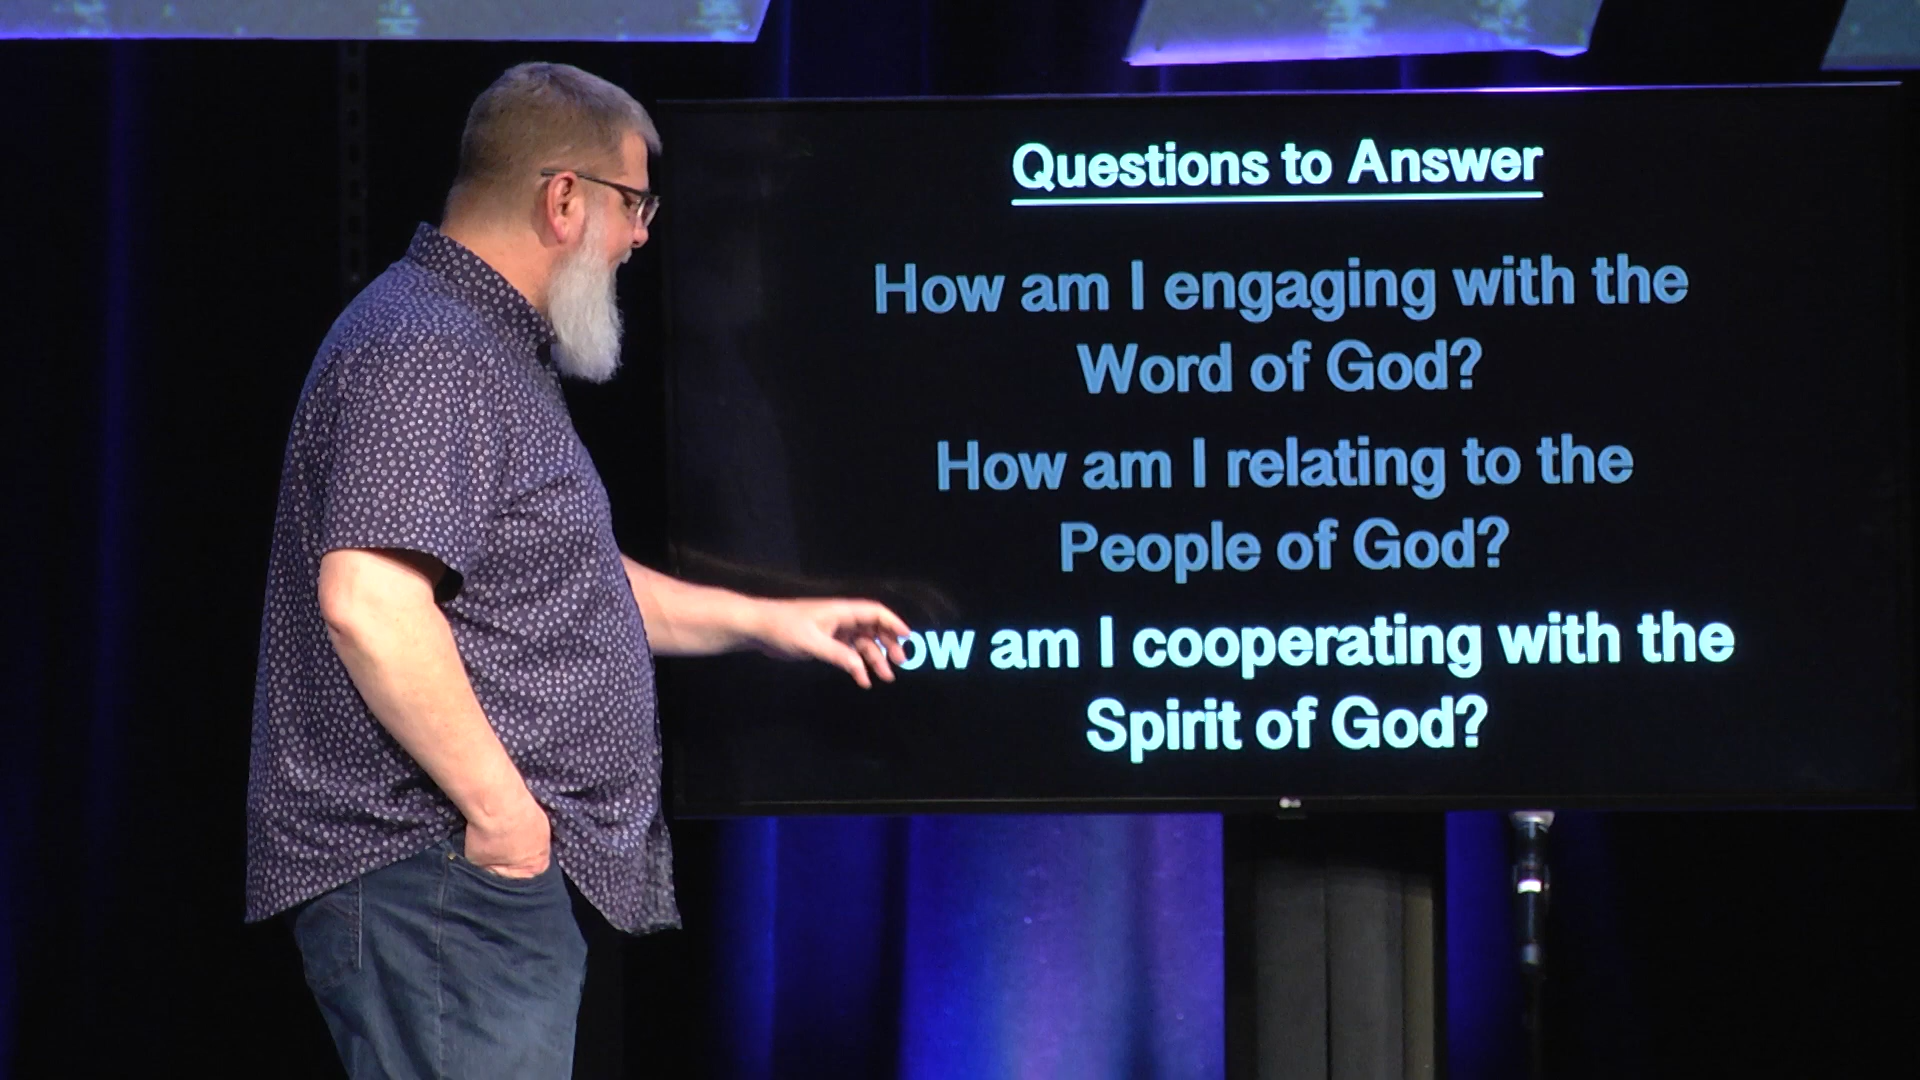 Questions to Answer
How am I engaging with the
Word of God?
How am I relating to the
People of God?
ow am I cooperating with the
Spirit of God?